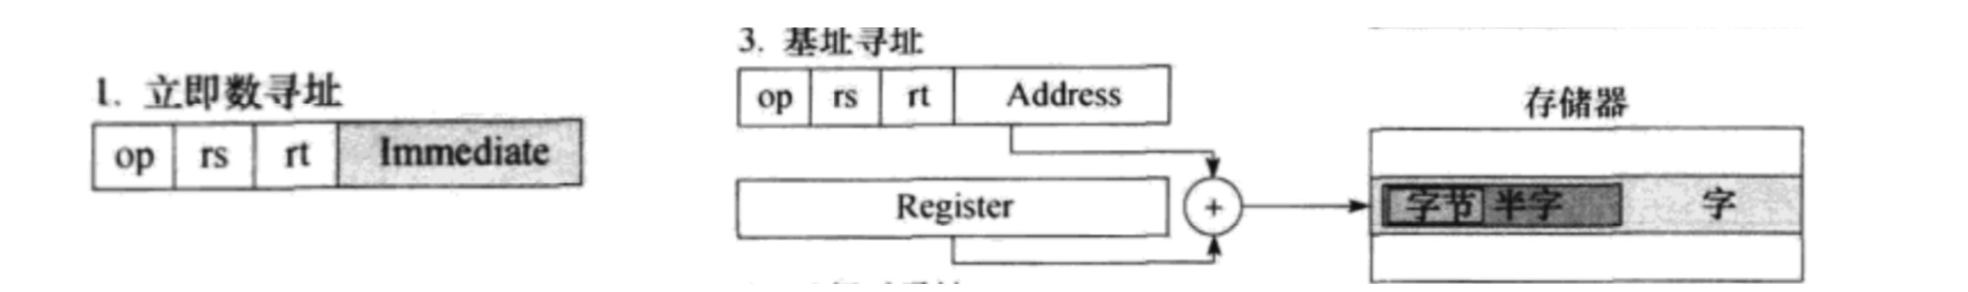 1. 立即数寻址
op rs rt Immediate
3. 基址寻址
op rs rt Address
Register
+
存储器
字节 半字 字